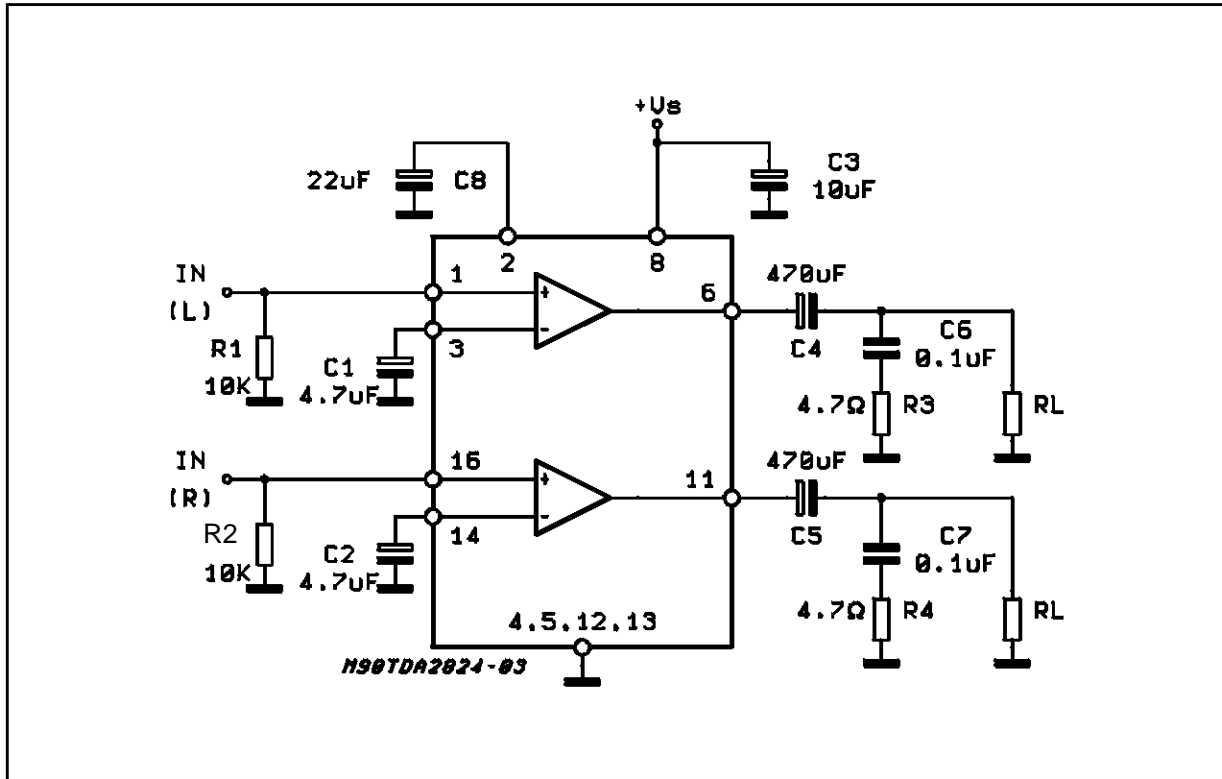 +Vs
22uF
C8
C3
10uF
2
8
IN
(L)
1
3
6
470uF
C4
R1
10K
C1
4.7uF
C6
0.1uF
4.7Ω
R3
RL
IN
(R)
16
14
11
470uF
C5
R2
10K
C2
4.7uF
C7
0.1uF
4.7Ω
R4
RL
4.5.12.13
M90TDA2824-03